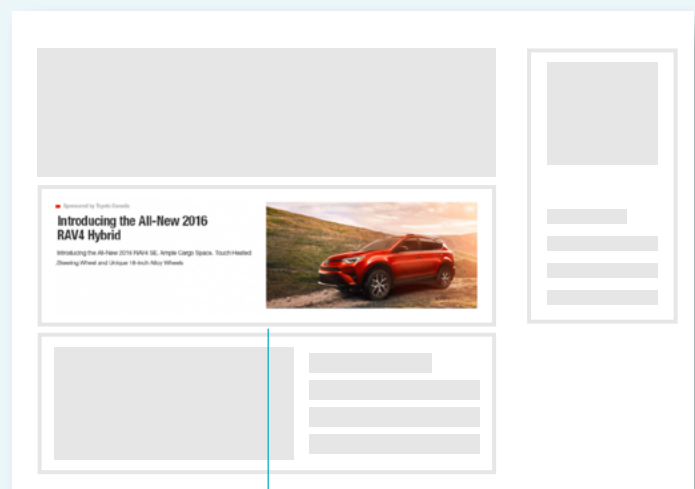 Sponsored by Toyota Canada
Introducing the All-New 2016
RAV4 Hybrid
Introducing the All-New 2016 RAV4 SE, Ample Cargo Space, Touch Heated
Steering Wheel and Unique 18-inch Alloy Wheels